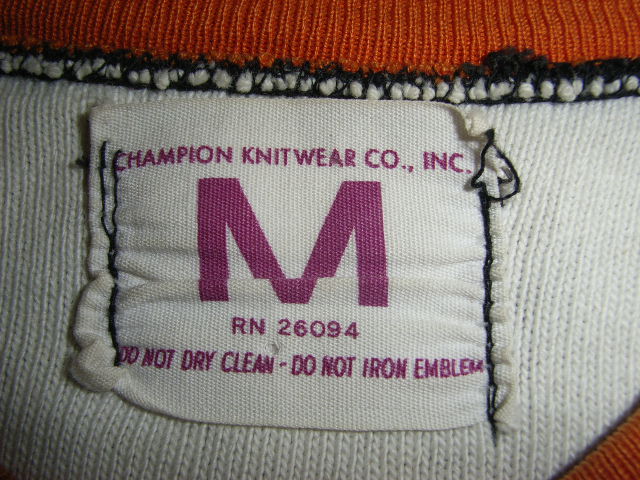 CHAMPION KNITWEAR CO., INC.
M
RN 26094
DO NOT DRY CLEAN - DO NOT IRON EMBLEM